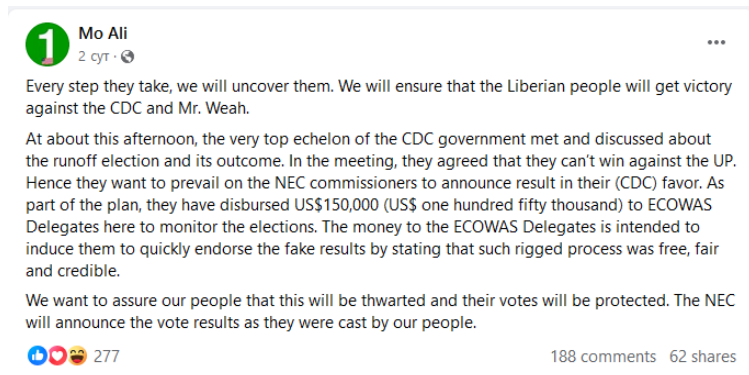 1
Mo Ali
2 сут ·
Every step they take, we will uncover them. We will ensure that the Liberian people will get victory
against the CDC and Mr. Weah.
At about this afternoon, the very top echelon of the CDC government met and discussed about
the runoff election and its outcome. In the meeting, they agreed that they can't win against the UP.
Hence they want to prevail on the NEC commissioners to announce result in their (CDC) favor. As
part of the plan, they have disbursed US$150,000 (US$ one hundred fifty thousand) to ECOWAS
Delegates here to monitor the elections. The money to the ECOWAS Delegates is intended to
induce them to quickly endorse the fake results by stating that such rigged process was free, fair
and credible.
We want to assure our people that this will be thwarted and their votes will be protected. The NEC
will announce the vote results as they were cast by our people.
277 188 comments 62 shares